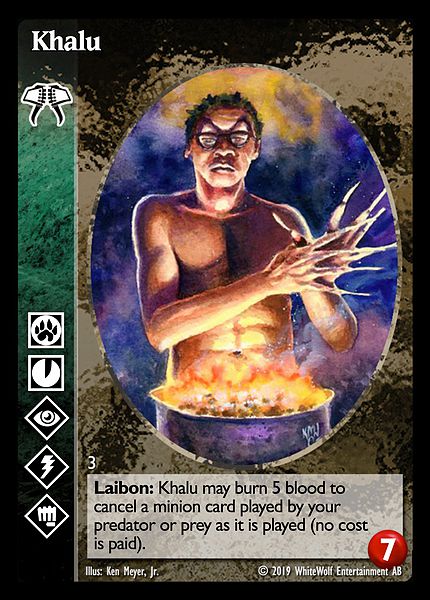 Khalu
3
Laibon: Khalu may burn 5 blood to
cancel a minion card played by your
predator or prey as it is played (no cost
is paid).
7
Illus: Ken Meyer, Jr. © 2019 WhiteWolf Entertainment AB